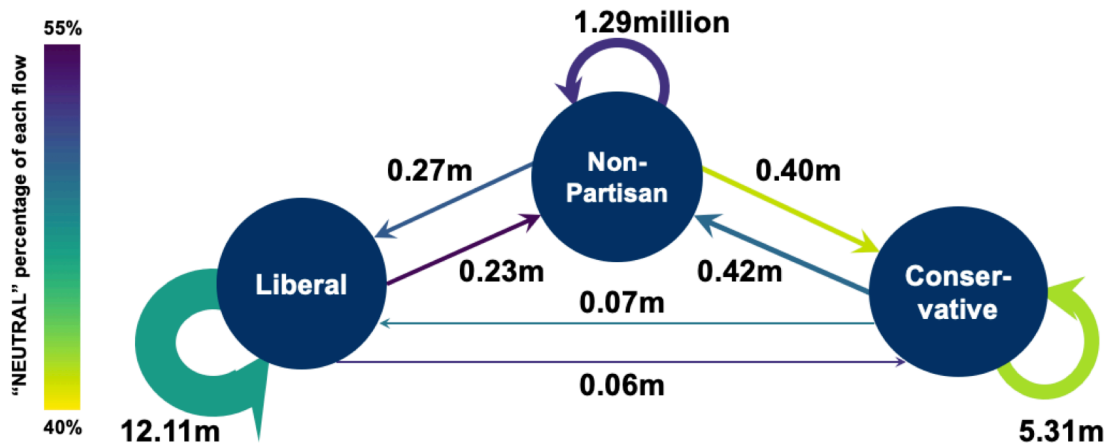 55%
"NEUTRAL" percentage of each flow
40%
1.29million
Non-
Partisan
0.27m
0.40m
0.23m
0.42m
Liberal
Conser-
vative
0.07m
0.06m
12.11m
5.31m